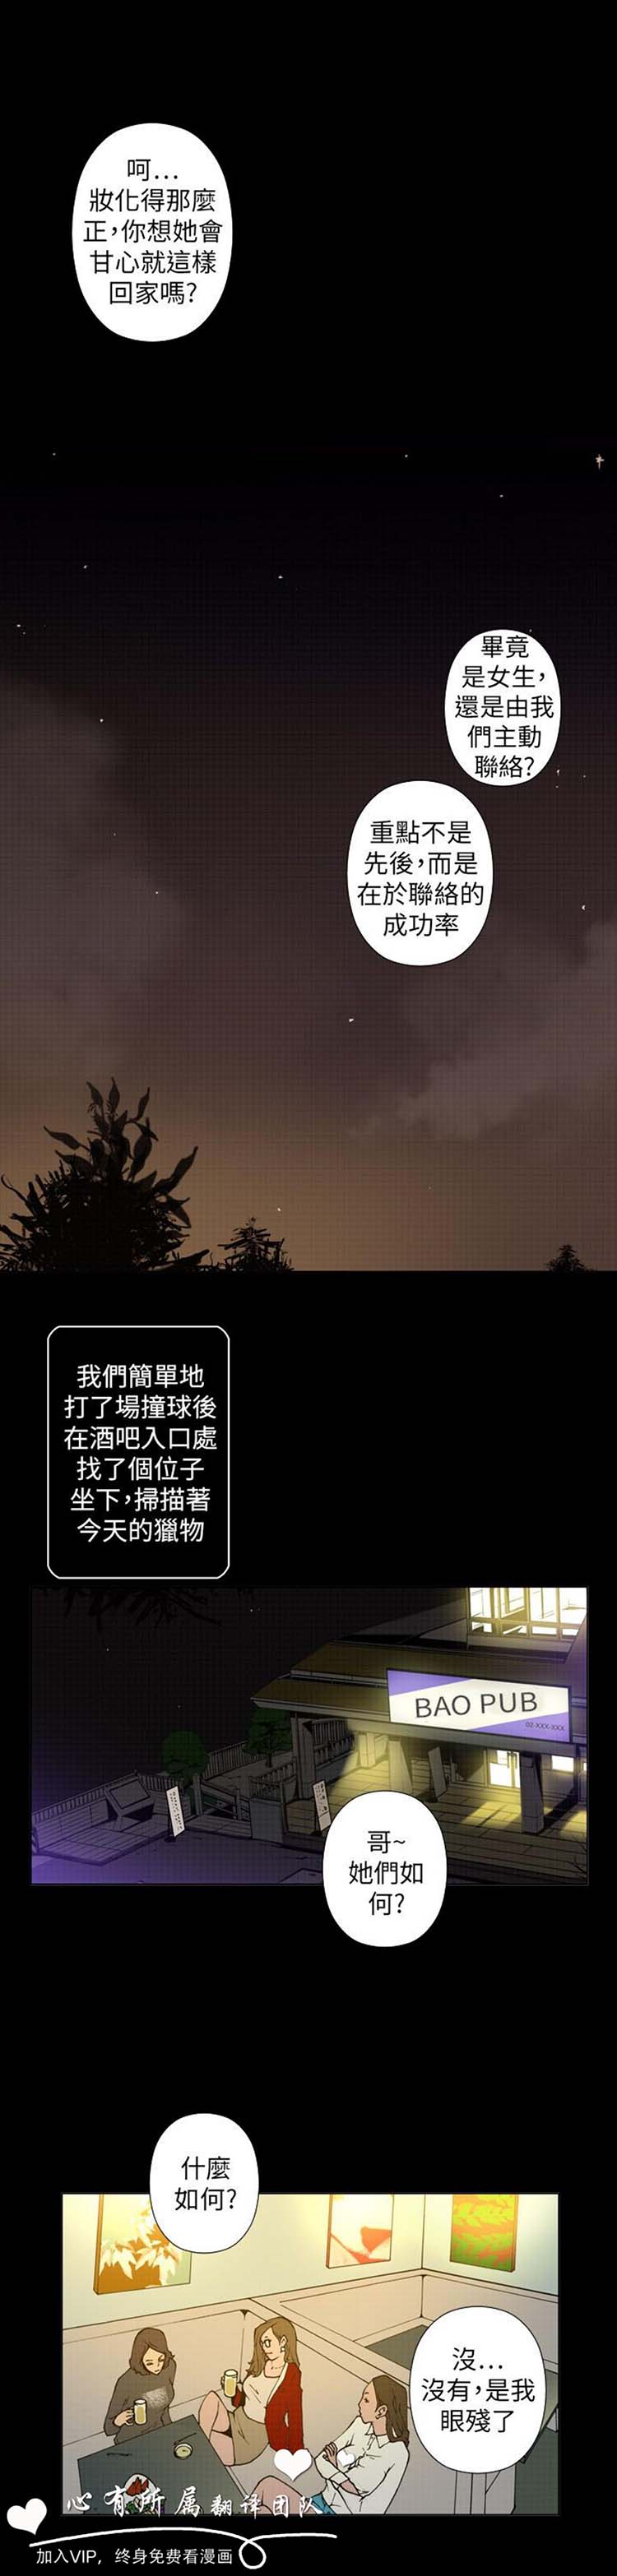 呵...
妝化得那麼
正,你想她會
甘心就這樣
回家嗎?
畢竟
是女生,
還是由我
們主動
聯絡?
重點不是
先後,而是
在於聯絡的
成功率
我們簡單地
打了場撞球後
在酒吧入口處
找了個位子
坐下,掃描著
今天的獵物
BAO PUB
02-XXX-XXX
哥~
她們如
何?
什麼
如何?
沒...
沒有,是我
眼殘了
心有所属翻译团队
加入VIP,终身免费看漫画